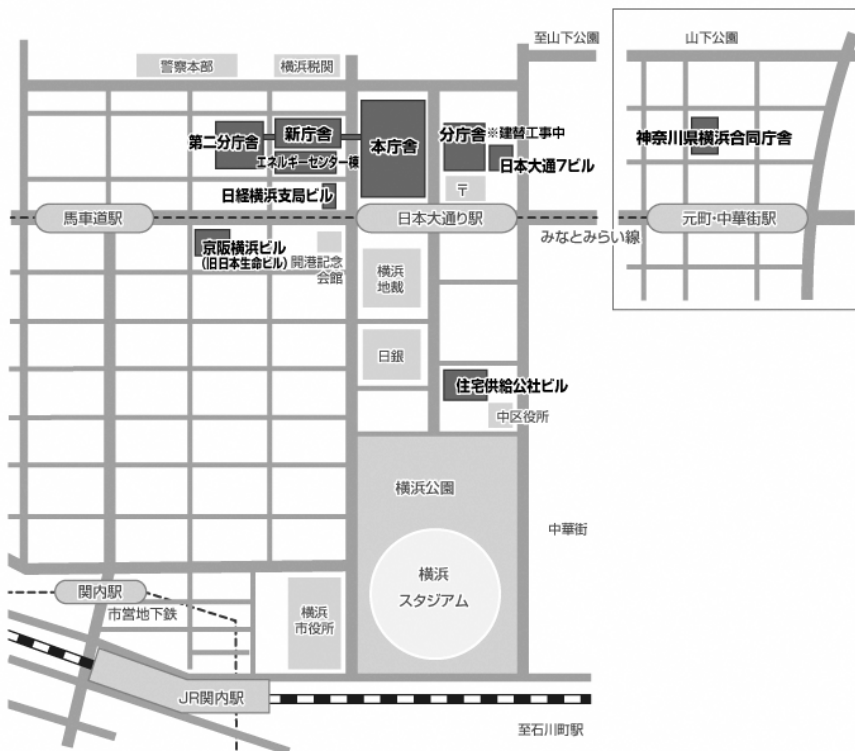 至山下公園
山下公園
警察本部
横浜税関
第二分庁舎
新庁舎
エネルギーセンター棟
本庁舎
分庁舎※建替工事中
日本大通7ビル
神奈川県横浜合同庁舎
日経横浜支局ビル
〒
馬車道駅
日本大通り駅
元町・中華街駅
みなとみらい線
京阪横浜ビル
(旧日本生命ビル)
開港記念
会館
横浜
地裁
日銀
住宅供給公社ビル
中区役所
横浜公園
中華街
横浜
スタジアム
関内駅
市営地下鉄
横浜
市役所
JR関内駅
至石川町駅